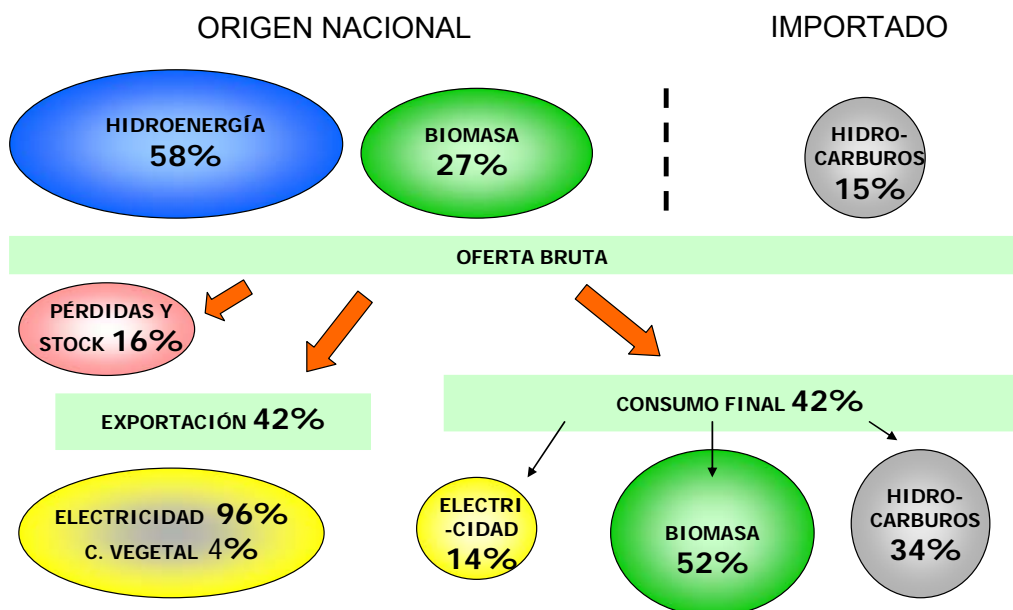 ORIGEN NACIONAL
IMPORTADO
HIDROENERGÍA
58%
BIOMASA
27%
HIDRO-
CARBUROS
15%
OFERTA BRUTA
PÉRDIDAS Y
STOCK 16%
EXPORTACIÓN 42%
CONSUMO FINAL 42%
ELECTRICIDAD 96%
C. VEGETAL 4%
ELECTRI
-CIDAD
14%
BIOMASA
52%
HIDRO-
CARBUROS
34%